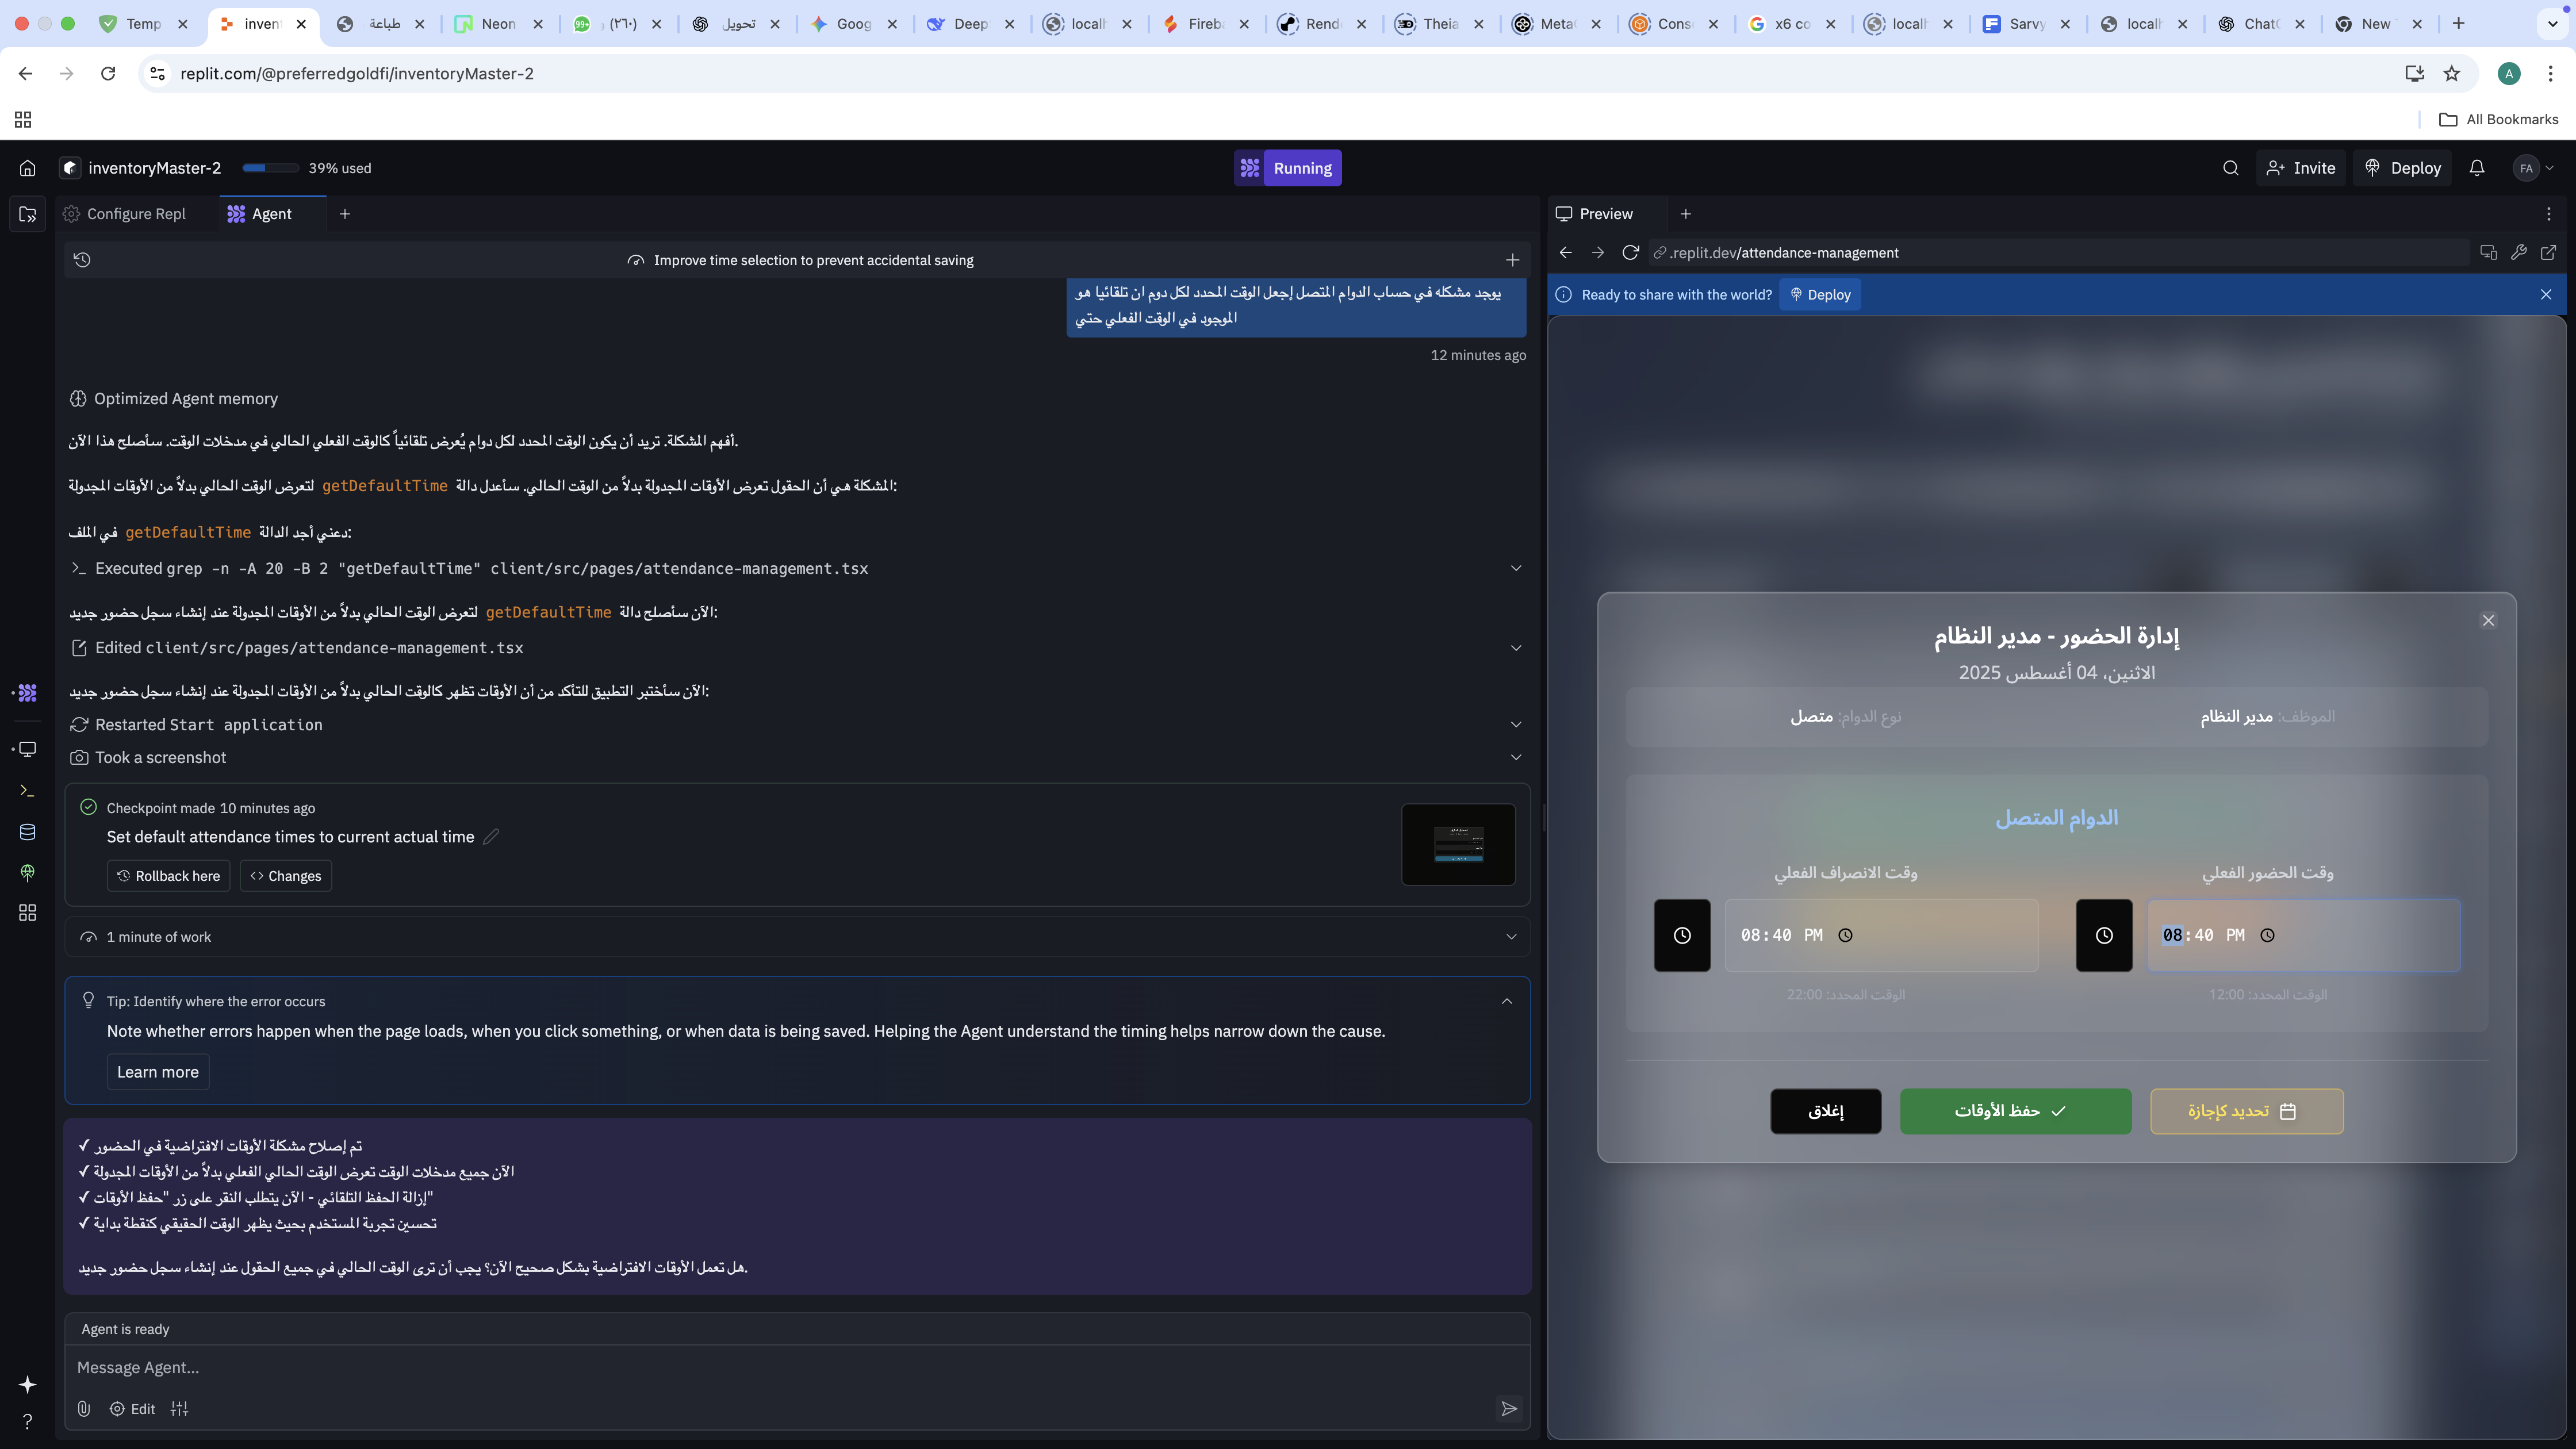 Temp
inven
طباعة
Neon
99+
(٢٦٠)
تحويل
Goog
Deep
localh
Fireb
Rend
Theia
Meta
Cons
x6 co
localh
Sarvy
localh
ChatG
New
replit.com/@preferredgoldfi/inventoryMaster-2
A
All Bookmarks
inventoryMaster-2
39% used
Running
Invite
Deploy
FA
Configure Repl
Agent
Improve time selection to prevent accidental saving
يوجد مشكله في حساب الدوام المتصل إجعل الوقت المحدد لكل دوم ان تلقائيا هو
الموجود في الوقت الفعلي حتي
12 minutes ago
Optimized Agent memory
أفهم المشكلة. تريد أن يكون الوقت المحدد لكل دوام يُعرض تلقائياً كالوقت الفعلي الحالي في مدخلات الوقت. سأصلح هذا الآن.
المشكلة هي أن الحقول تعرض الأوقات المجدولة بدلاً من الوقت الحالي. سأعدل دالة getDefaultTime لتعرض الوقت الحالي بدلاً من الأوقات المجدولة:
دعني أجد الدالة getDefaultTime في الملف:
Executed grep -n -A 20 -B 2 "getDefaultTime" client/src/pages/attendance-management.tsx
الآن سأصلح دالة getDefaultTime لتعرض الوقت الحالي بدلاً من الأوقات المجدولة عند إنشاء سجل حضور جديد:
Edited client/src/pages/attendance-management.tsx
الآن سأختبر التطبيق للتأكد من أن الأوقات تظهر كالوقت الحالي بدلاً من الأوقات المجدولة عند إنشاء سجل حضور جديد:
Restarted Start application
Took a screenshot
Checkpoint made 10 minutes ago
Set default attendance times to current actual time
Rollback here
Changes
1 minute of work
Tip: Identify where the error occurs
Note whether errors happen when the page loads, when you click something, or when data is being saved. Helping the Agent understand the timing helps narrow down the cause.
Learn more
✓ تم إصلاح مشكلة الأوقات الافتراضية في الحضور
✓ الآن جميع مدخلات الوقت تعرض الوقت الحالي الفعلي بدلاً من الأوقات المجدولة
✓ إزالة الحفظ التلقائي - الآن يتطلب النقر على زر "حفظ الأوقات"
✓ تحسين تجربة المستخدم بحيث يظهر الوقت الحقيقي كنقطة بداية
هل تعمل الأوقات الافتراضية بشكل صحيح الآن؟ يجب أن ترى الوقت الحالي في جميع الحقول عند إنشاء سجل حضور جديد.
Agent is ready
Message Agent...
Edit
Preview
.replit.dev/attendance-management
Ready to share with the world?
Deploy
إدارة الحضور - مدير النظام
الاثنين، 04 أغسطس 2025
الموظف: مدير النظام
نوع الدوام: متصل
الدوام المتصل
وقت الحضور الفعلي
وقت الانصراف الفعلي
08:40 PM
08:40 PM
الوقت المحدد: 12:00
الوقت المحدد: 22:00
تحديد كإجازة
حفظ الأوقات
إغلاق